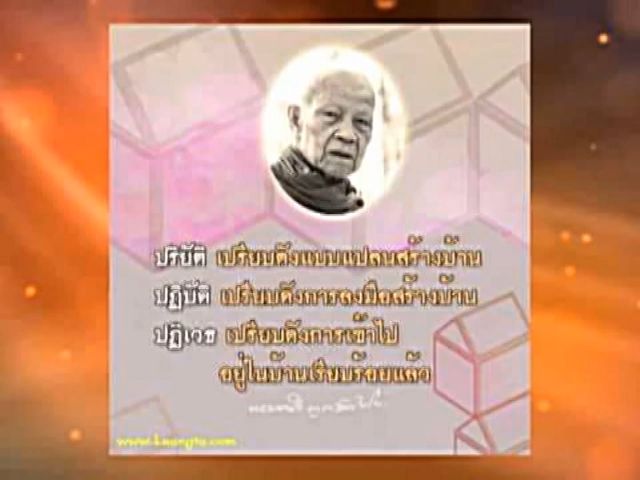 ปริยัติ เปรียบดังแบบแปลนสร้างบ้าน
ปฏิบัติ เปรียบดังการลงมือสร้างบ้าน
ปฏิเวธ เปรียบดังการเข้าไป
อยู่ในบ้านเรียบร้อยแล้ว
www.Luangta.com